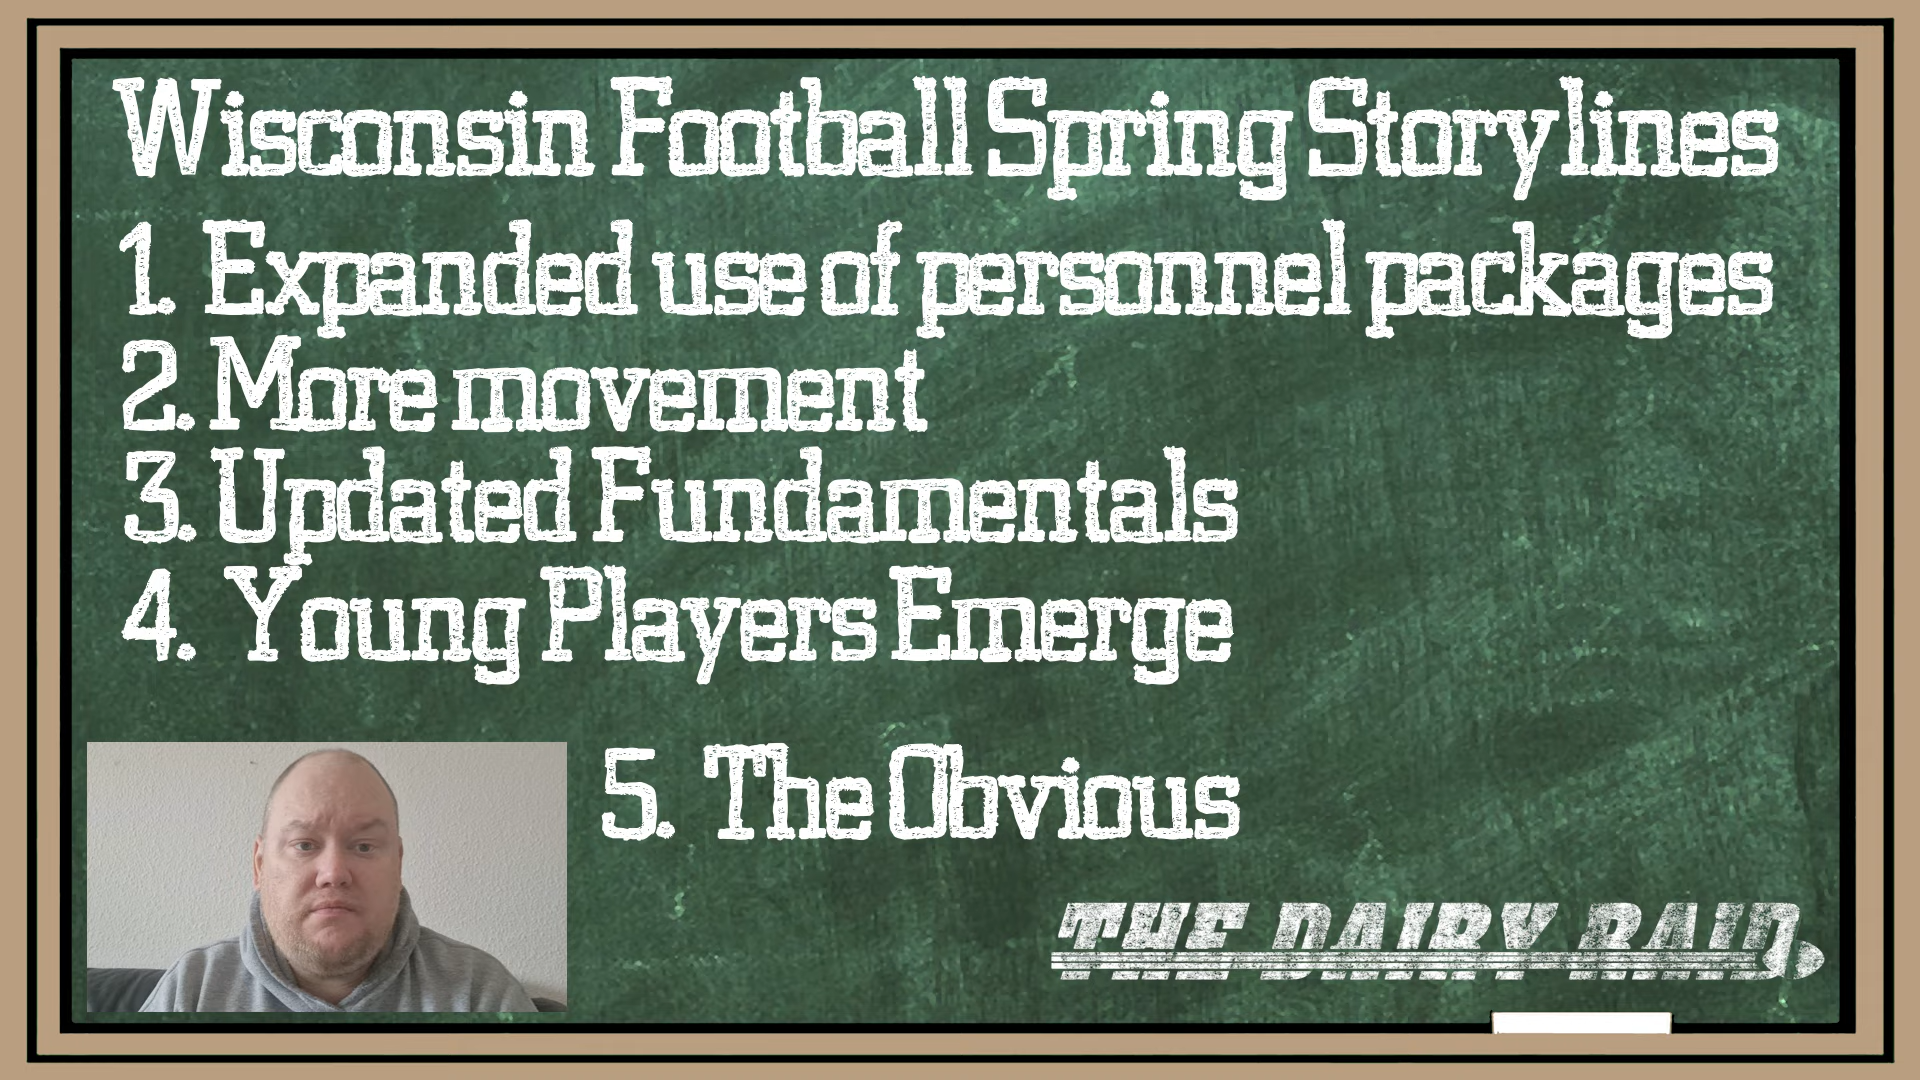 Wisconsin Football Spring Storylines
1. Expanded use of personnel packages
2. More movement
3. Updated Fundamentals
4. Young Players Emerge
5. The Obvious
THE DAIRY RAID